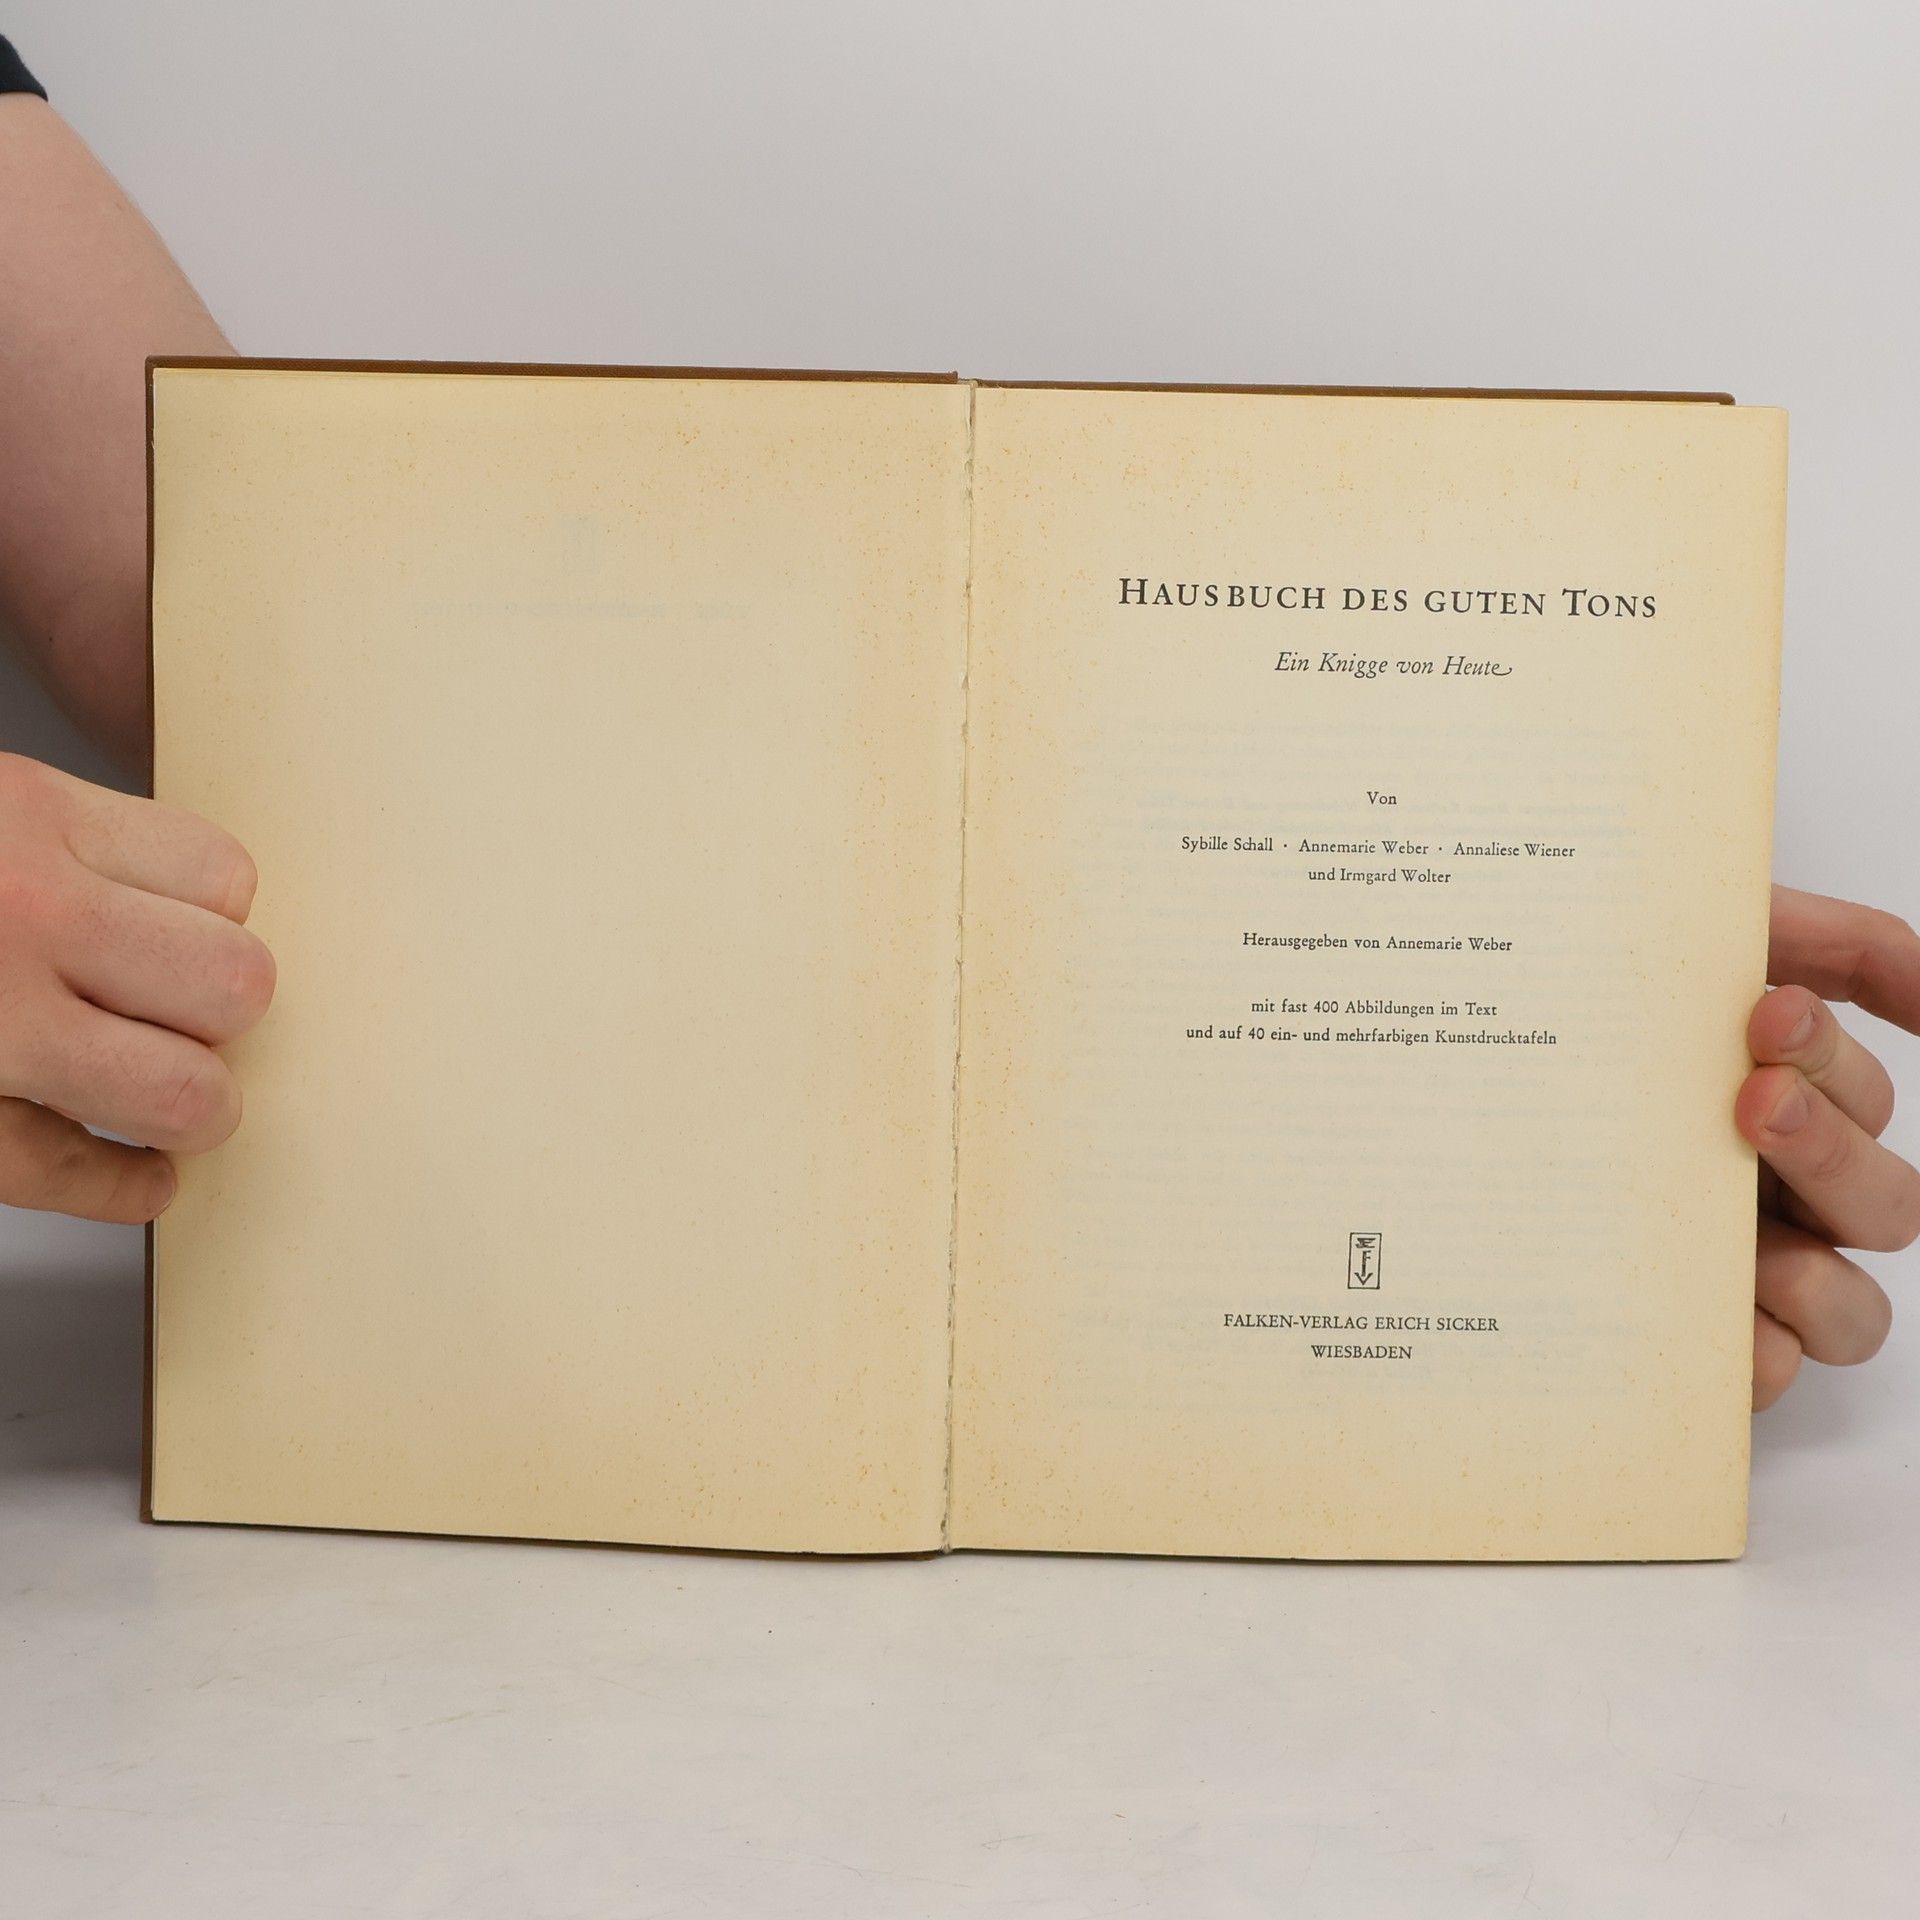 HAUSBUCH DES GUTEN TONS
Ein Knigge von Heute
Von
Sybille Schall · Annemarie Weber · Annaliese Wiener
und Irmgard Wolter
Herausgegeben von Annemarie Weber
mit fast 400 Abbildungen im Text
und auf 40 ein- und mehrfarbigen Kunstdrucktafeln
F
FALKEN-VERLAG ERICH SICKER
WIESBADEN